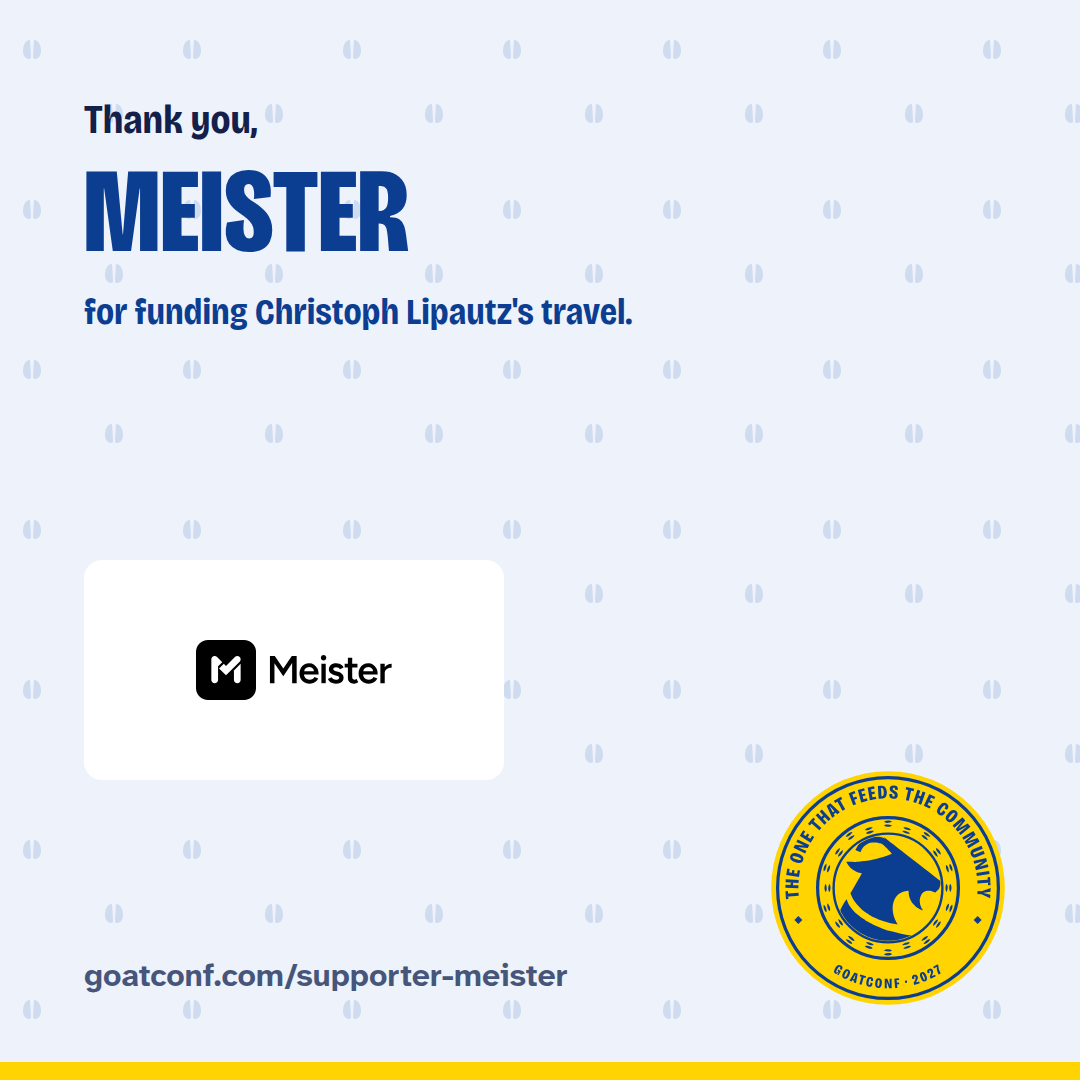 Thank you,
MEISTER
for funding Christoph Lipautz's travel.
Meister
THE ONE THAT FEEDS THE COMMUNITY
GOATCONF · 2027
goatconf.com/supporter-meister